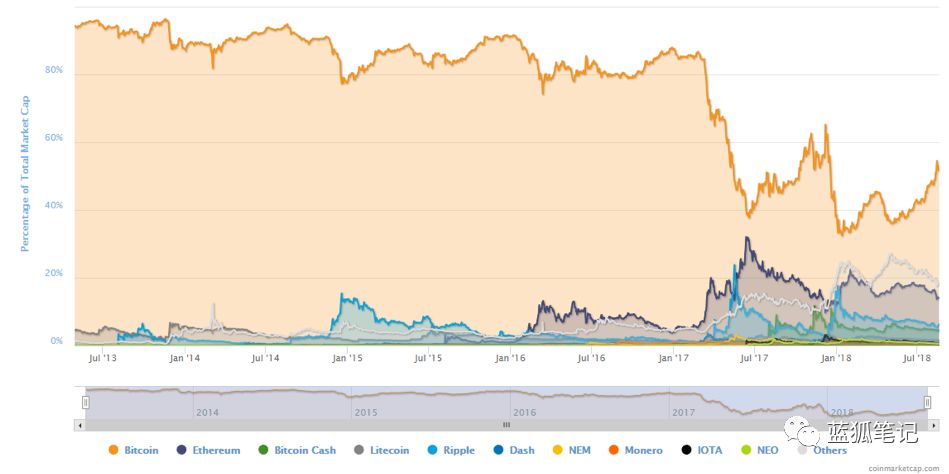 80%
60%
40%
20%
0%
Percentage of Total Market Cap
Jul '13 Jan '14 Jul '14 Jan '15 Jul '15 Jan '16 Jul '16 Jan '17 Jul '17 Jan '18 Jul '18
2014 2015 2016 2017 2018
Bitcoin Ethereum Bitcoin Cash Litecoin Ripple Dash NEM Monero IOTA NEO Others
蓝狐笔记
coinmarketcap.com